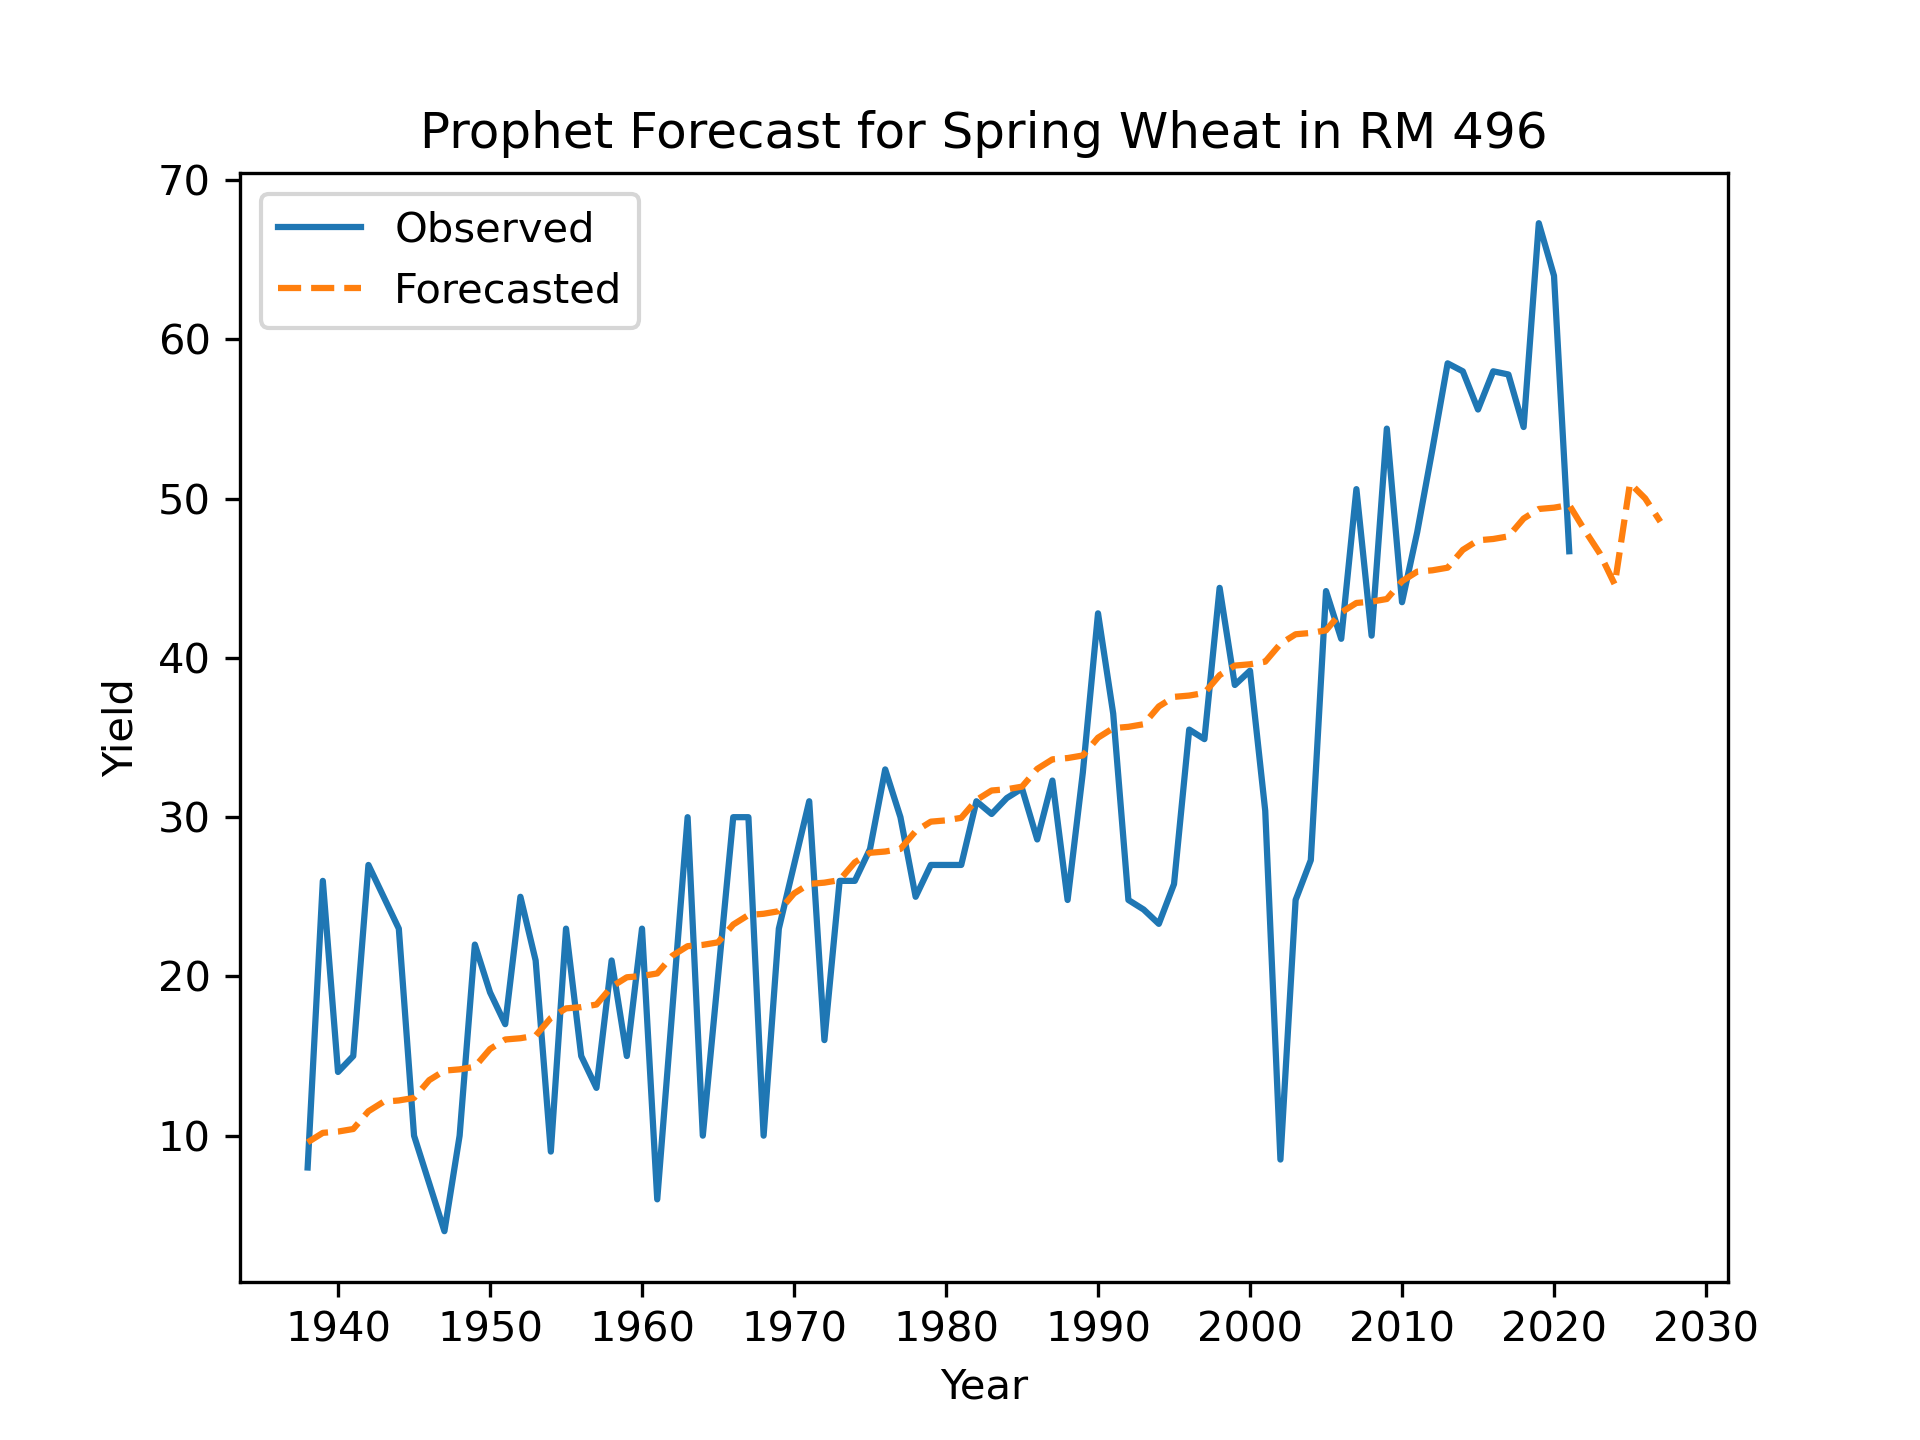 Prophet Forecast for Spring Wheat in RM 496
70
60
50
40
30
20
10
Observed
Forecasted
Yield
1940 1950 1960 1970 1980 1990 2000 2010 2020 2030
Year